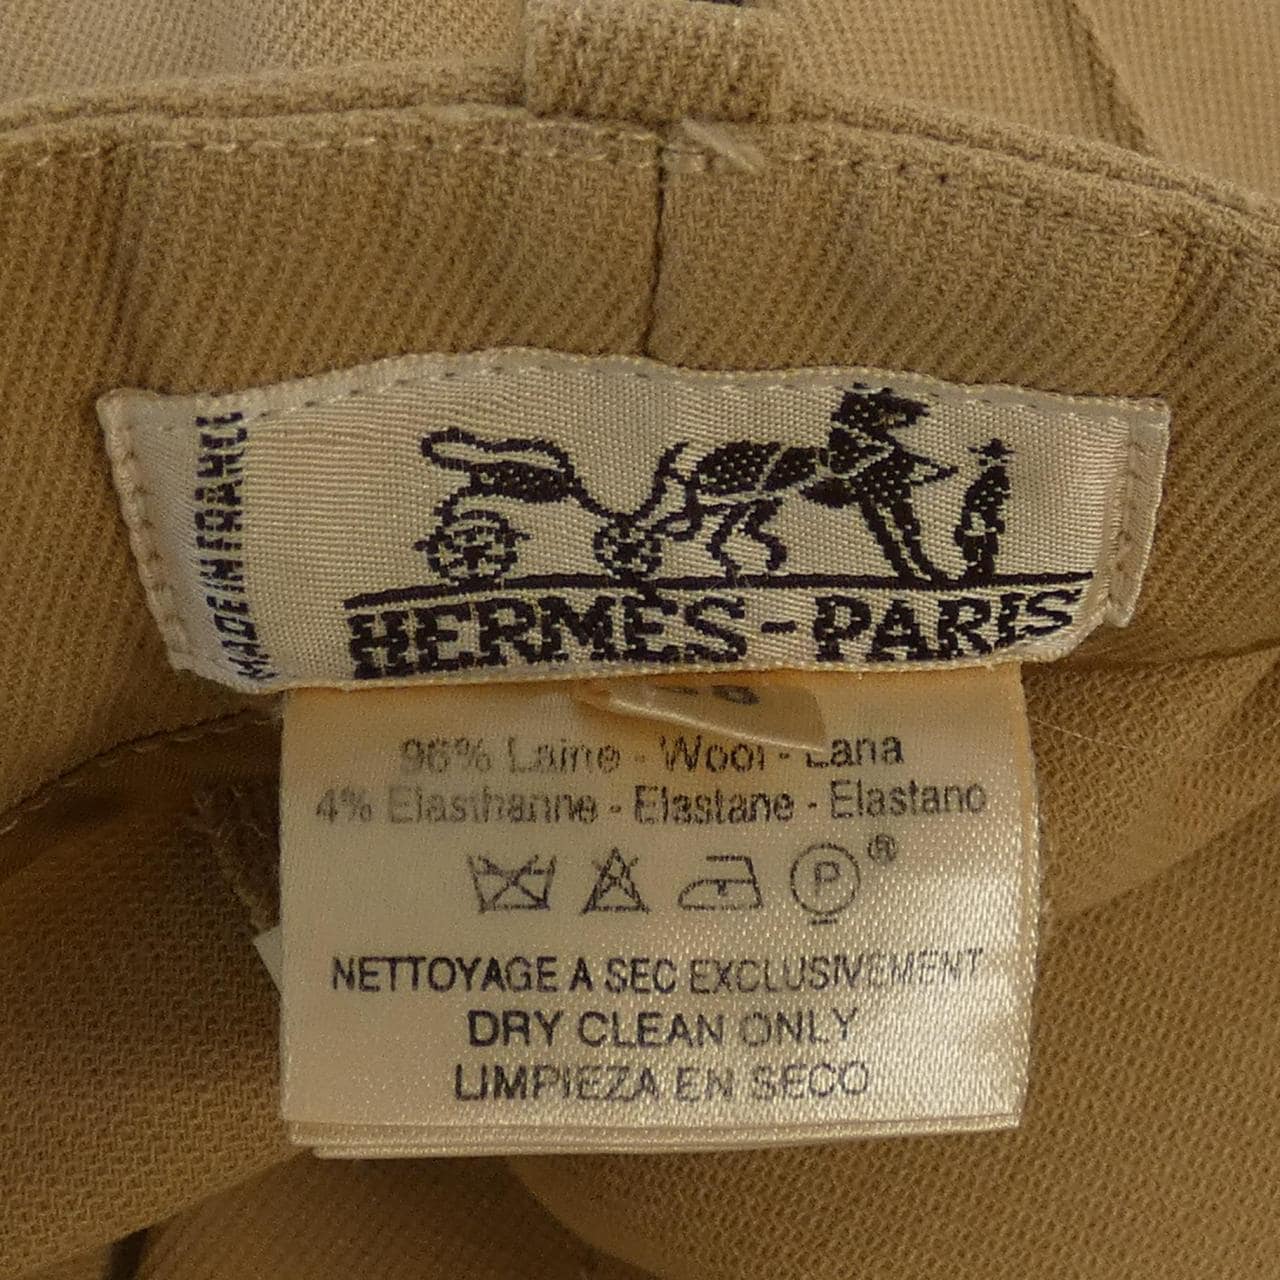 MADE IN FRANCE
HERMES-PARIS
96% Laine - Wool - Lana
4% Elasthanne - Elastane - Elastano
P ®
NETTOYAGE A SEC EXCLUSIVEMENT
DRY CLEAN ONLY
LIMPIEZA EN SECO